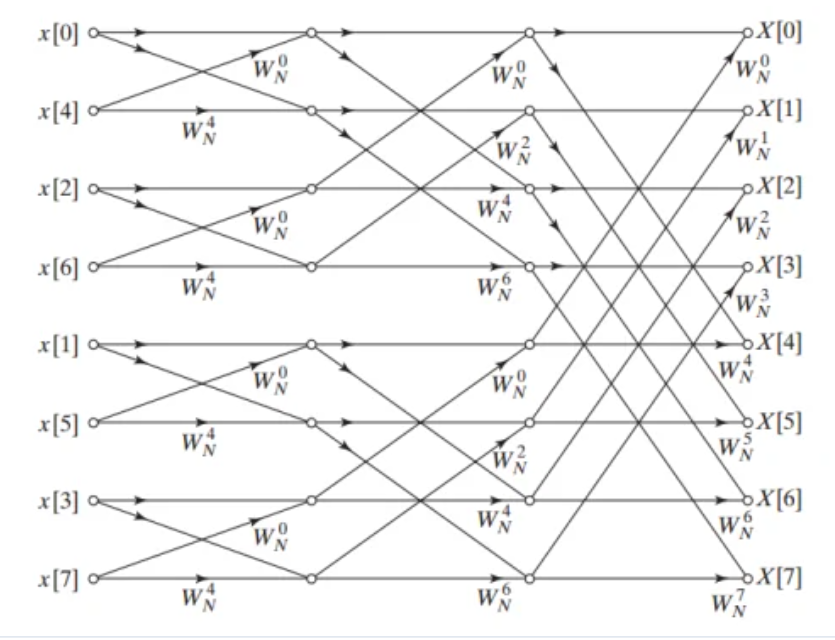 x[0] X[0]
W_N^0 W_N^0 W_N^0
x[4] X[1]
W_N^4 W_N^2 W_N^1
x[2] X[2]
W_N^0 W_N^4 W_N^2
x[6] X[3]
W_N^4 W_N^6 W_N^3
x[1] X[4]
W_N^0 W_N^0 W_N^4
x[5] X[5]
W_N^4 W_N^2 W_N^5
x[3] X[6]
W_N^0 W_N^4 W_N^6
x[7] X[7]
W_N^4 W_N^6 W_N^7